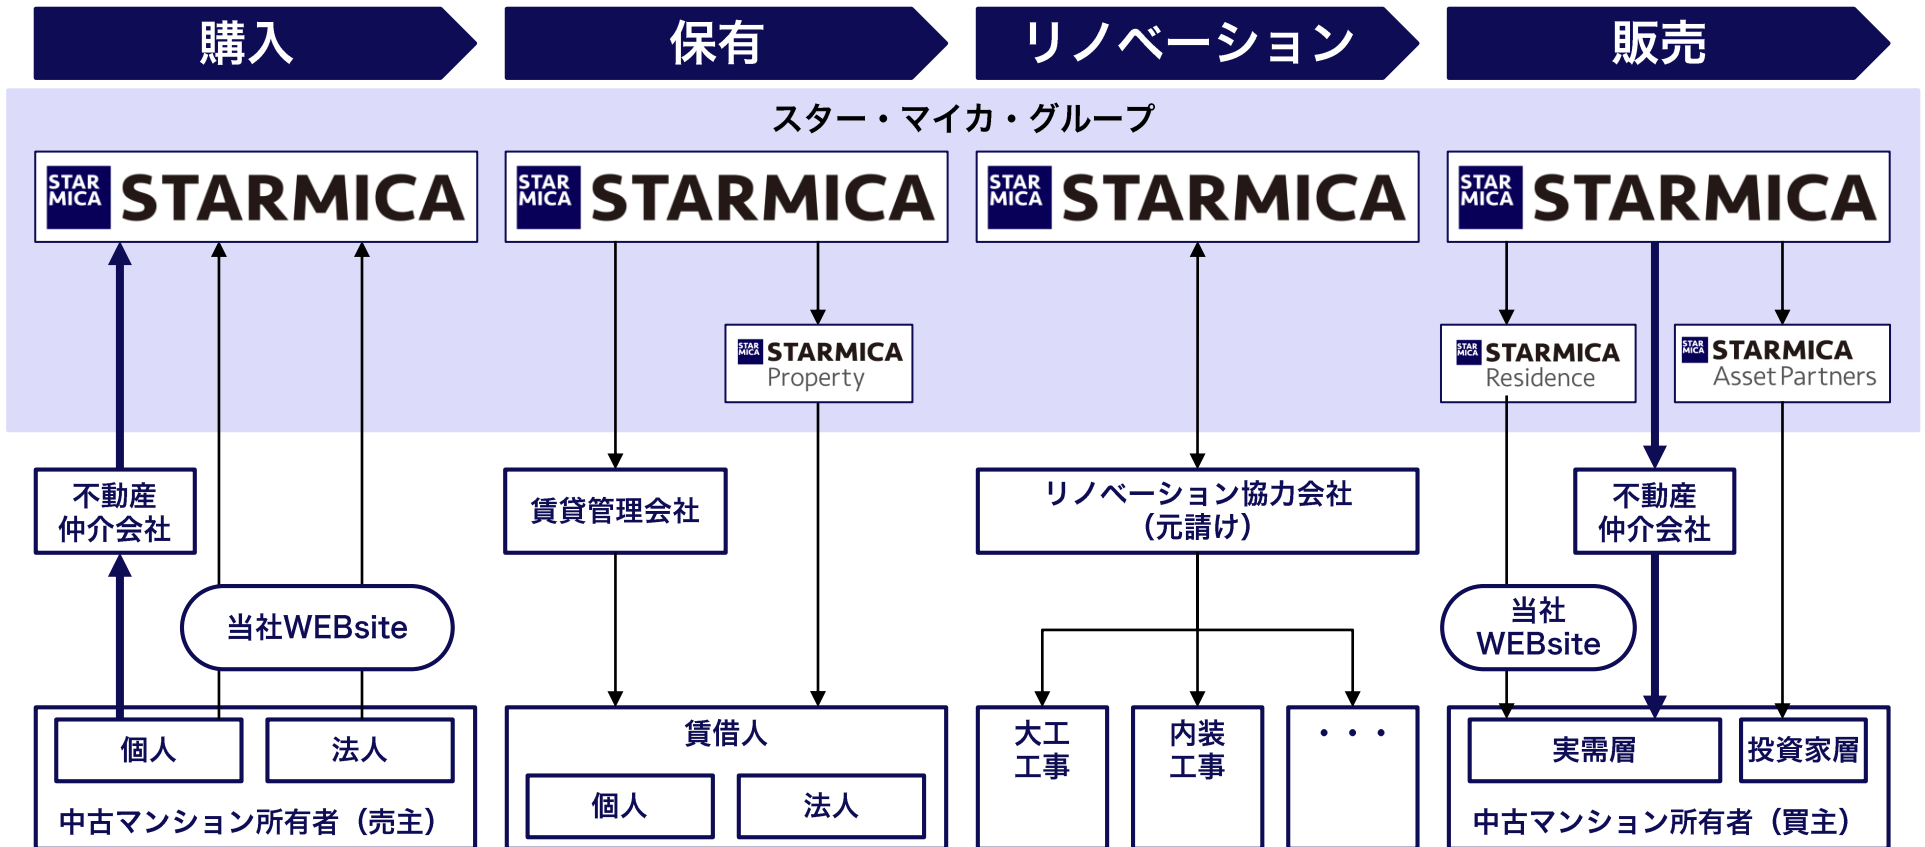 購入
保有
リノベーション
販売
スター・マイカ・グループ
STAR
MICA
STARMICA
STAR
MICA
STARMICA
STAR
MICA
STARMICA
STAR
MICA
STARMICA
STAR
MICA
STARMICA
Property
STAR
MICA
STARMICA
Residence
STAR
MICA
STARMICA
Asset Partners
不動産
仲介会社
賃貸管理会社
リノベーション協力会社
（元請け）
不動産
仲介会社
当社WEBsite
当社
WEBsite
個人
法人
中古マンション所有者（売主）
賃借人
個人
法人
大工
工事
内装
工事
・・・
実需層
投資家層
中古マンション所有者（買主）